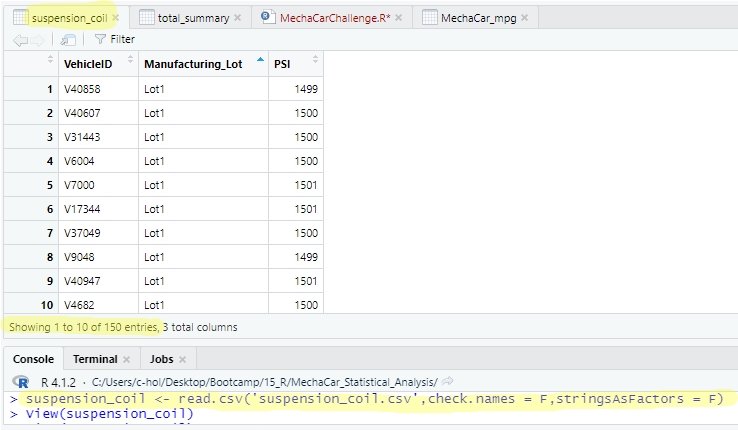 suspension_coil × total_summary × MechaCarChallenge.R* × MechaCar_mpg ×
Filter
VehicleID Manufacturing_Lot PSI
1 V40858 Lot1 1499
2 V40607 Lot1 1500
3 V31443 Lot1 1500
4 V6004 Lot1 1500
5 V7000 Lot1 1501
6 V17344 Lot1 1501
7 V37049 Lot1 1500
8 V9048 Lot1 1499
9 V40947 Lot1 1501
10 V4682 Lot1 1500
Showing 1 to 10 of 150 entries, 3 total columns
Console Terminal × Jobs ×
R R 4.1.2 · C:/Users/c-hol/Desktop/Bootcamp/15_R/MechaCar_Statistical_Analysis/
> suspension_coil <- read.csv('suspension_coil.csv',check.names = F,stringsAsFactors = F)
> View(suspension_coil)